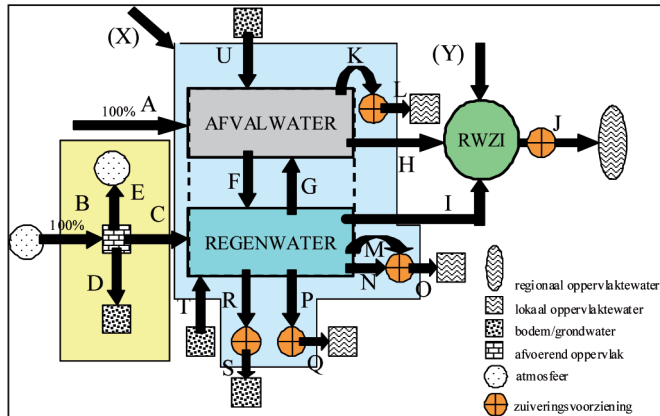 (X)
U
K
(Y)
L
100% A
AFVALWATER
RWZI
J
H
F
G
E
B
100%
C
I
REGENWATER
M
N
D
O
T
R
P
S
Q
regionaal oppervlaktewater
lokaal oppervlaktewater
bodem/grondwater
afvoerend oppervlak
atmosfeer
zuiveringsvoorziening